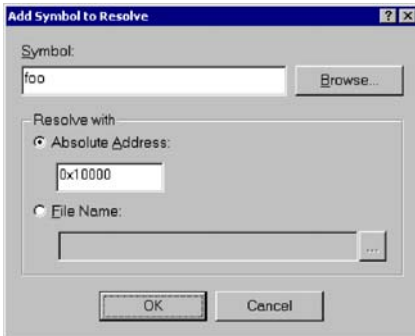 Add Symbol to Resolve
Symbol:
foo
Browse...
Resolve with
Absolute Address:
0x10000
File Name:
...
OK
Cancel